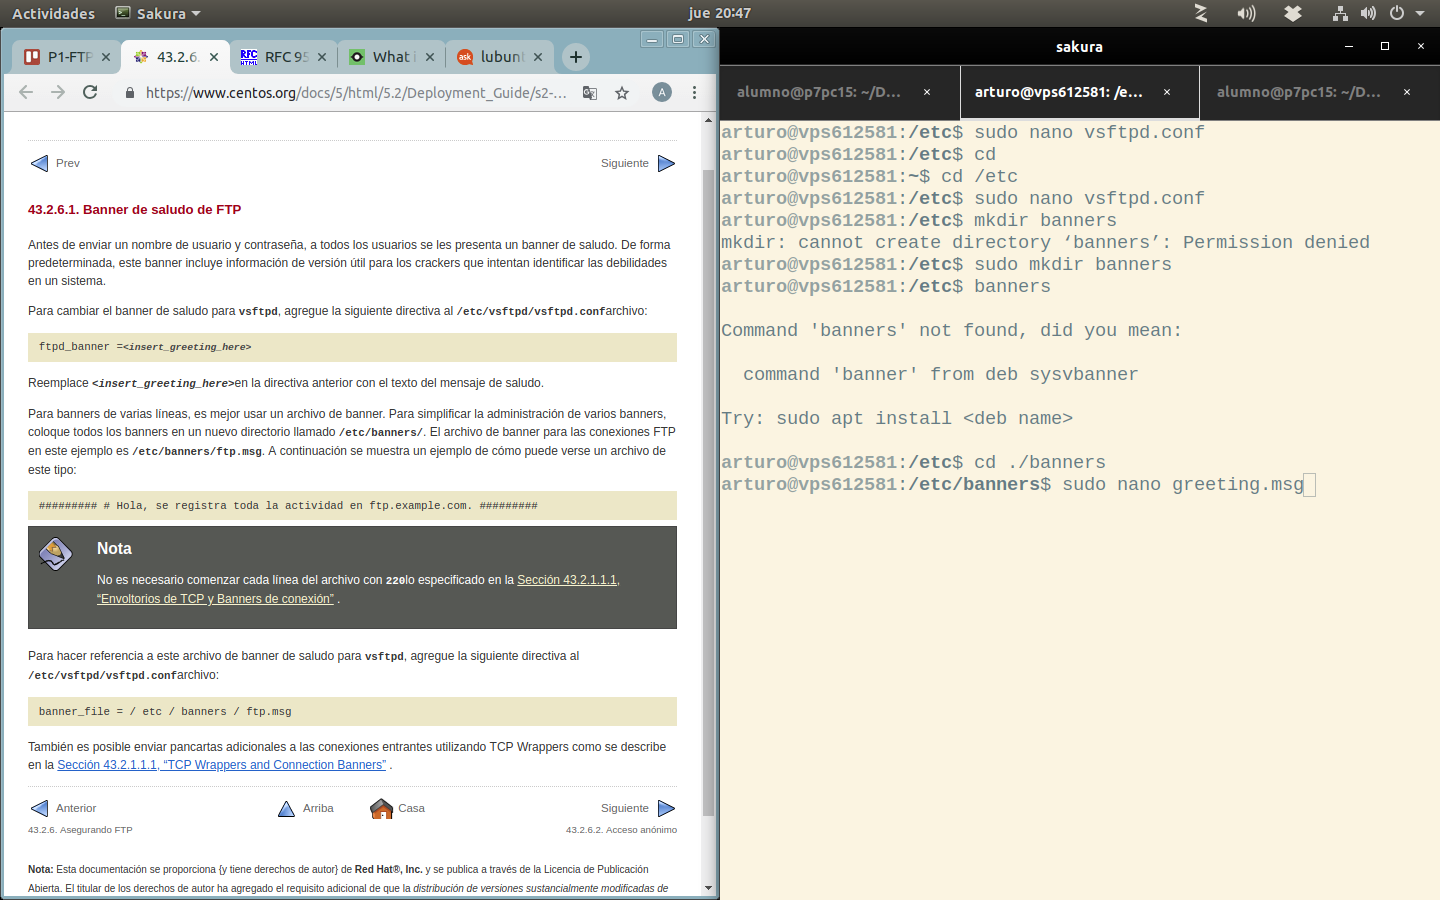 Actividades Sakura jue 20:47
P1-FTP 43.2.6. RFC 95 What i lubunt
https://www.centos.org/docs/5/html/5.2/Deployment_Guide/s2-... A
Prev Siguiente
43.2.6.1. Banner de saludo de FTP
Antes de enviar un nombre de usuario y contraseña, a todos los usuarios se les presenta un banner de saludo. De forma
predeterminada, este banner incluye información de versión útil para los crackers que intentan identificar las debilidades
en un sistema.
Para cambiar el banner de saludo para vsftpd, agregue la siguiente directiva al /etc/vsftpd/vsftpd.confarchivo:
ftpd_banner =<insert_greeting_here>
Reemplace <insert_greeting_here>en la directiva anterior con el texto del mensaje de saludo.
Para banners de varias líneas, es mejor usar un archivo de banner. Para simplificar la administración de varios banners,
coloque todos los banners en un nuevo directorio llamado /etc/banners/. El archivo de banner para las conexiones FTP
en este ejemplo es /etc/banners/ftp.msg. A continuación se muestra un ejemplo de cómo puede verse un archivo de
este tipo:
######### # Hola, se registra toda la actividad en ftp.example.com. #########
Nota
No es necesario comenzar cada línea del archivo con 220lo especificado en la Sección 43.2.1.1.1,
“Envoltorios de TCP y Banners de conexión” .
Para hacer referencia a este archivo de banner de saludo para vsftpd, agregue la siguiente directiva al
/etc/vsftpd/vsftpd.confarchivo:
banner_file = / etc / banners / ftp.msg
También es posible enviar pancartas adicionales a las conexiones entrantes utilizando TCP Wrappers como se describe
en la Sección 43.2.1.1.1, “TCP Wrappers and Connection Banners” .
Anterior Arriba Casa Siguiente
43.2.6. Asegurando FTP 43.2.6.2. Acceso anónimo
Nota: Esta documentación se proporciona {y tiene derechos de autor} de Red Hat®, Inc. y se publica a través de la Licencia de Publicación
Abierta. El titular de los derechos de autor ha agregado el requisito adicional de que la distribución de versiones sustancialmente modificadas de
sakura
alumno@p7pc15: ~/D... arturo@vps612581: /e... alumno@p7pc15: ~/D...
arturo@vps612581:/etc$ sudo nano vsftpd.conf
arturo@vps612581:/etc$ cd
arturo@vps612581:~$ cd /etc
arturo@vps612581:/etc$ sudo nano vsftpd.conf
arturo@vps612581:/etc$ mkdir banners
mkdir: cannot create directory ‘banners’: Permission denied
arturo@vps612581:/etc$ sudo mkdir banners
arturo@vps612581:/etc$ banners
Command 'banners' not found, did you mean:
command 'banner' from deb sysvbanner
Try: sudo apt install <deb name>
arturo@vps612581:/etc$ cd ./banners
arturo@vps612581:/etc/banners$ sudo nano greeting.msg